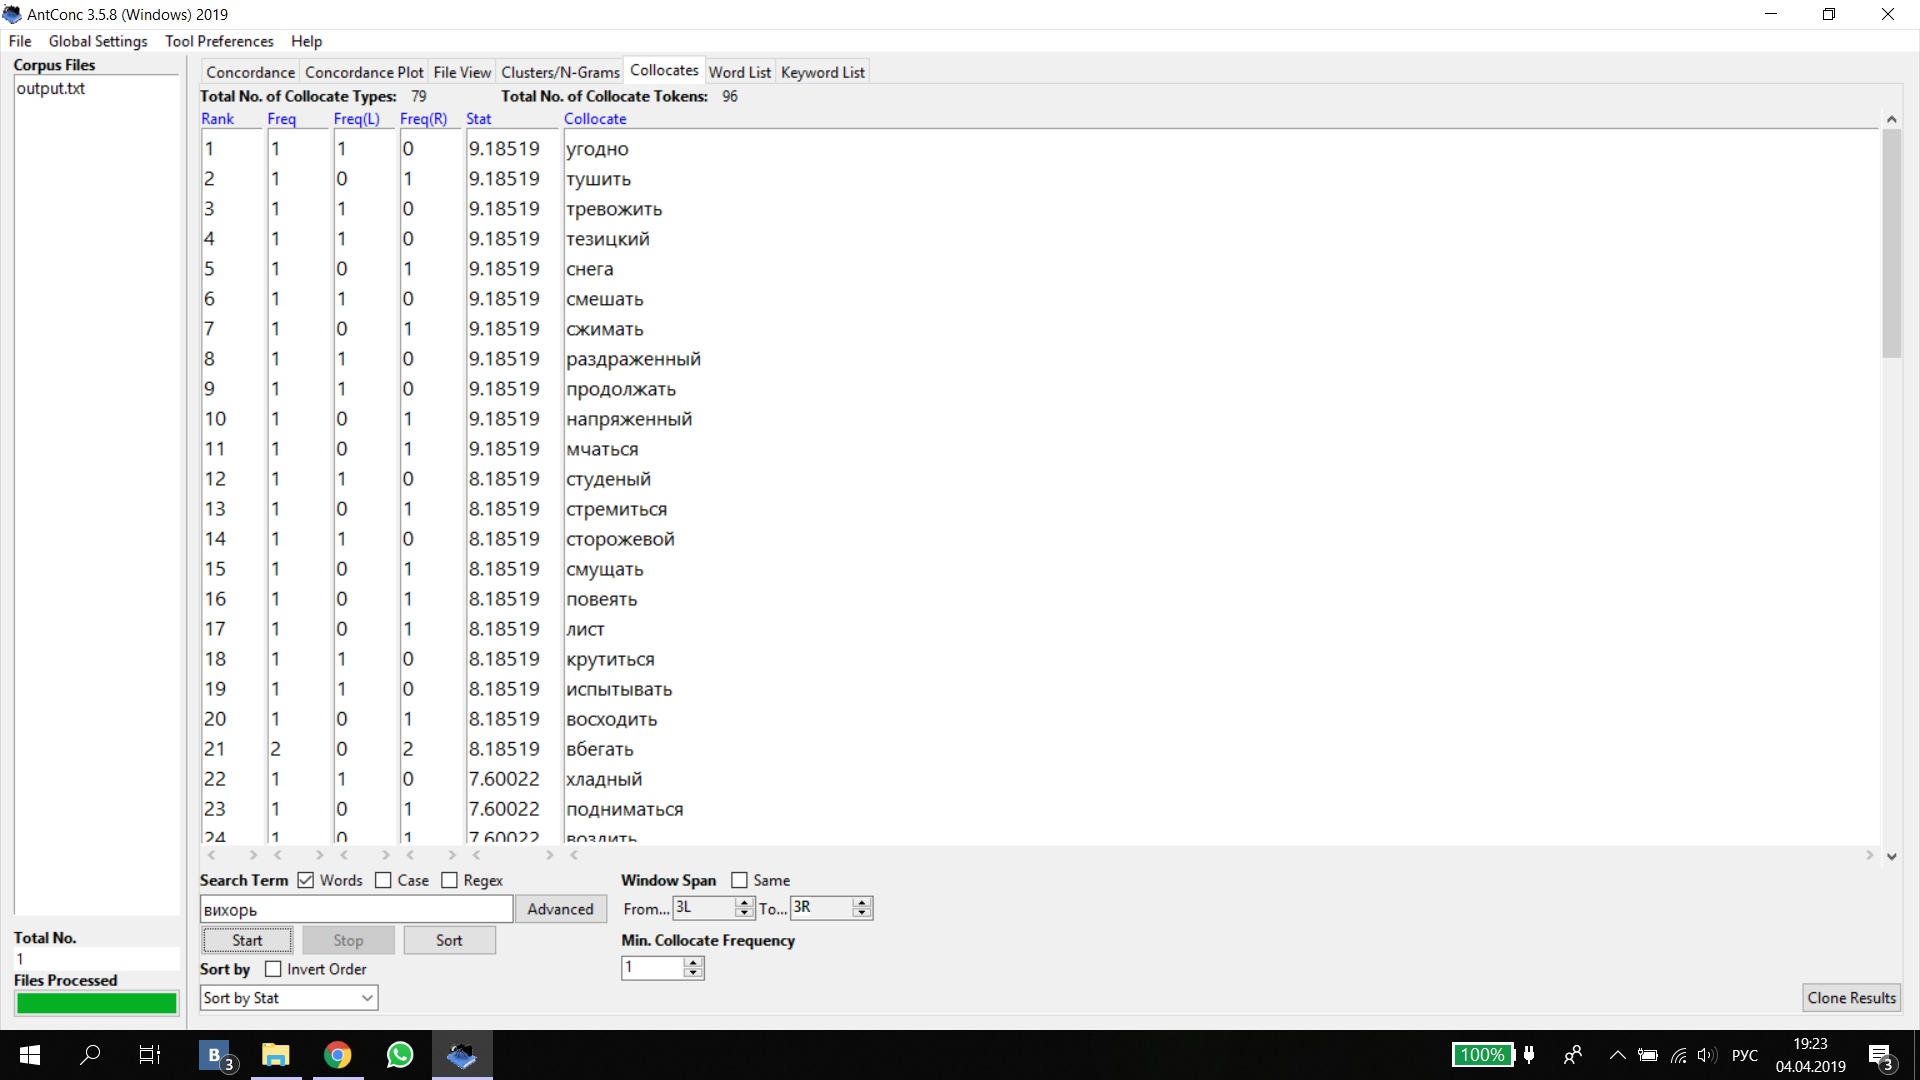 AntConc 3.5.8 (Windows) 2019
File Global Settings Tool Preferences Help
Corpus Files
output.txt
Concordance Concordance Plot File View Clusters/N-Grams Collocates Word List Keyword List
Total No. of Collocate Types: 79 Total No. of Collocate Tokens: 96
Rank Freq Freq(L) Freq(R) Stat Collocate
1 1 1 0 9.18519 угодно
2 1 0 1 9.18519 тушить
3 1 1 0 9.18519 тревожить
4 1 1 0 9.18519 тезицкий
5 1 0 1 9.18519 снега
6 1 1 0 9.18519 смешать
7 1 0 1 9.18519 сжимать
8 1 1 0 9.18519 раздраженный
9 1 1 0 9.18519 продолжать
10 1 0 1 9.18519 напряженный
11 1 0 1 9.18519 мчаться
12 1 1 0 8.18519 студеный
13 1 0 1 8.18519 стремиться
14 1 1 0 8.18519 сторожевой
15 1 0 1 8.18519 смущать
16 1 0 1 8.18519 повеять
17 1 0 1 8.18519 лист
18 1 1 0 8.18519 крутиться
19 1 1 0 8.18519 испытывать
20 1 0 1 8.18519 восходить
21 2 0 2 8.18519 вбегать
22 1 1 0 7.60022 хладный
23 1 0 1 7.60022 подниматься
24 1 0 1 7.60022 воздить
Search Term Words Case Regex Window Span Same
вихорь Advanced From... 3L To... 3R
Start Stop Sort Min. Collocate Frequency
Total No.
1
Files Processed
Sort by Invert Order 1
Sort by Stat Clone Results
B 3 100% РУС 19:23
04.04.2019 3